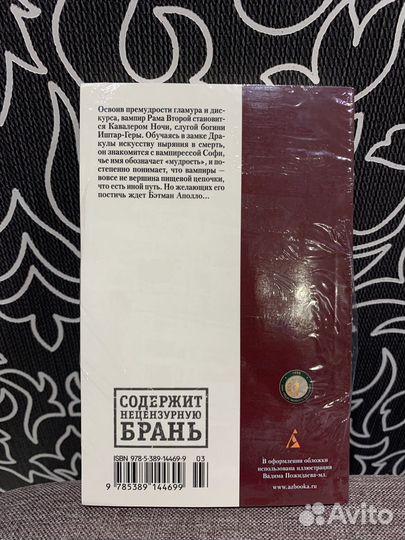 Освоив премудрости гламура и дис-
курса, вампир Рама Второй становит-
ся Кавалером Ночи, слугой богини
Иштар-Геры. Обучаясь в замке Дра-
кулы искусству ныряния в смерть,
он знакомится с вампирессой Софи,
чье имя обозначает «мудрость», и по-
степенно понимает, что вампиры —
вовсе не вершина пищевой цепочки,
что есть иной путь. Но желающих его
постичь ждет Бэтман Аполло...
СОДЕРЖИТ
НЕЦЕНЗУРНУЮ
БРАНЬ
ISBN 978-5-389-14469-9
03
9 785389 144699
В оформлении обложки
использована иллюстрация
Вадима Пожидаева-мл.
www.azbooka.ru
Avito